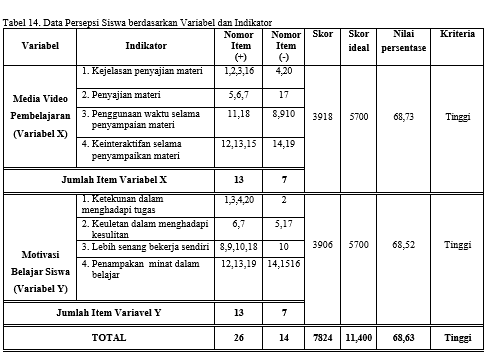 Tabel 14. Data Persepsi Siswa berdasarkan Variabel dan Indikator
Variabel Indikator Nomor Item (+) Nomor Item (-) Skor Skor ideal Nilai persentase Kriteria
Media Video Pembelajaran (Variabel X)
1. Kejelasan penyajian materi 1,2,3,16 4,20
2. Penyajian materi 5,6,7 17
3. Penggunaan waktu selama penyampaian materi 11,18 8,910
4. Keinteraktifan selama penyampaikan materi 12,13,15 14,19
3918 5700 68,73 Tinggi
Jumlah Item Variabel X 13 7
Motivasi Belajar Siswa (Variabel Y)
1. Ketekunan dalam menghadapi tugas 1,3,4,20 2
2. Keuletan dalam menghadapi kesulitan 6,7 5,17
3. Lebih senang bekerja sendiri 8,9,10,18 10
4. Penampakan minat dalam belajar 12,13,19 14,1516
3906 5700 68,52 Tinggi
Jumlah Item Variavel Y 13 7
TOTAL 26 14 7824 11,400 68,63 Tinggi